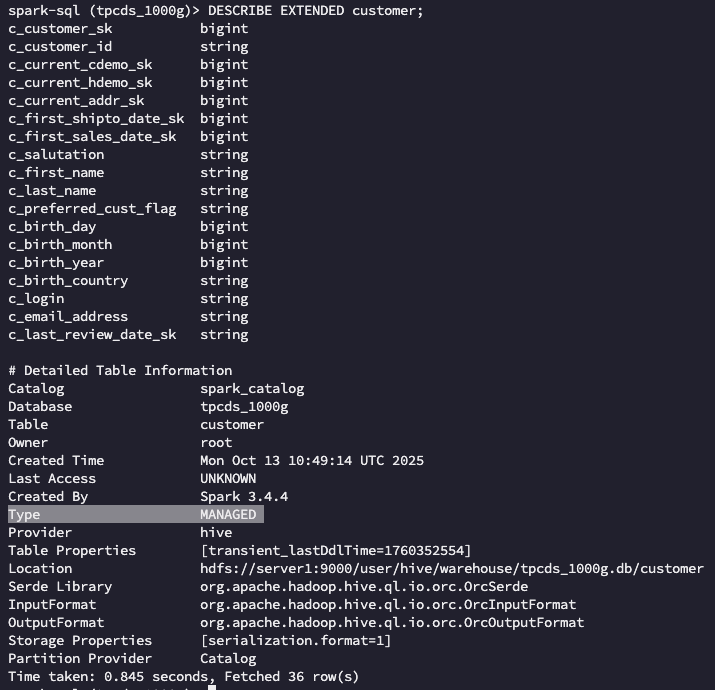 spark-sql (tpcds_1000g)> DESCRIBE EXTENDED customer;
c_customer_sk bigint
c_customer_id string
c_current_cdemo_sk bigint
c_current_hdemo_sk bigint
c_current_addr_sk bigint
c_first_shipto_date_sk bigint
c_first_sales_date_sk bigint
c_salutation string
c_first_name string
c_last_name string
c_preferred_cust_flag string
c_birth_day bigint
c_birth_month bigint
c_birth_year bigint
c_birth_country string
c_login string
c_email_address string
c_last_review_date_sk string
# Detailed Table Information
Catalog spark_catalog
Database tpcds_1000g
Table customer
Owner root
Created Time Mon Oct 13 10:49:14 UTC 2025
Last Access UNKNOWN
Created By Spark 3.4.4
Type MANAGED
Provider hive
Table Properties [transient_lastDdlTime=1760352554]
Location hdfs://server1:9000/user/hive/warehouse/tpcds_1000g.db/customer
Serde Library org.apache.hadoop.hive.ql.io.orc.OrcSerde
InputFormat org.apache.hadoop.hive.ql.io.orc.OrcInputFormat
OutputFormat org.apache.hadoop.hive.ql.io.orc.OrcOutputFormat
Storage Properties [serialization.format=1]
Partition Provider Catalog
Time taken: 0.845 seconds, Fetched 36 row(s)